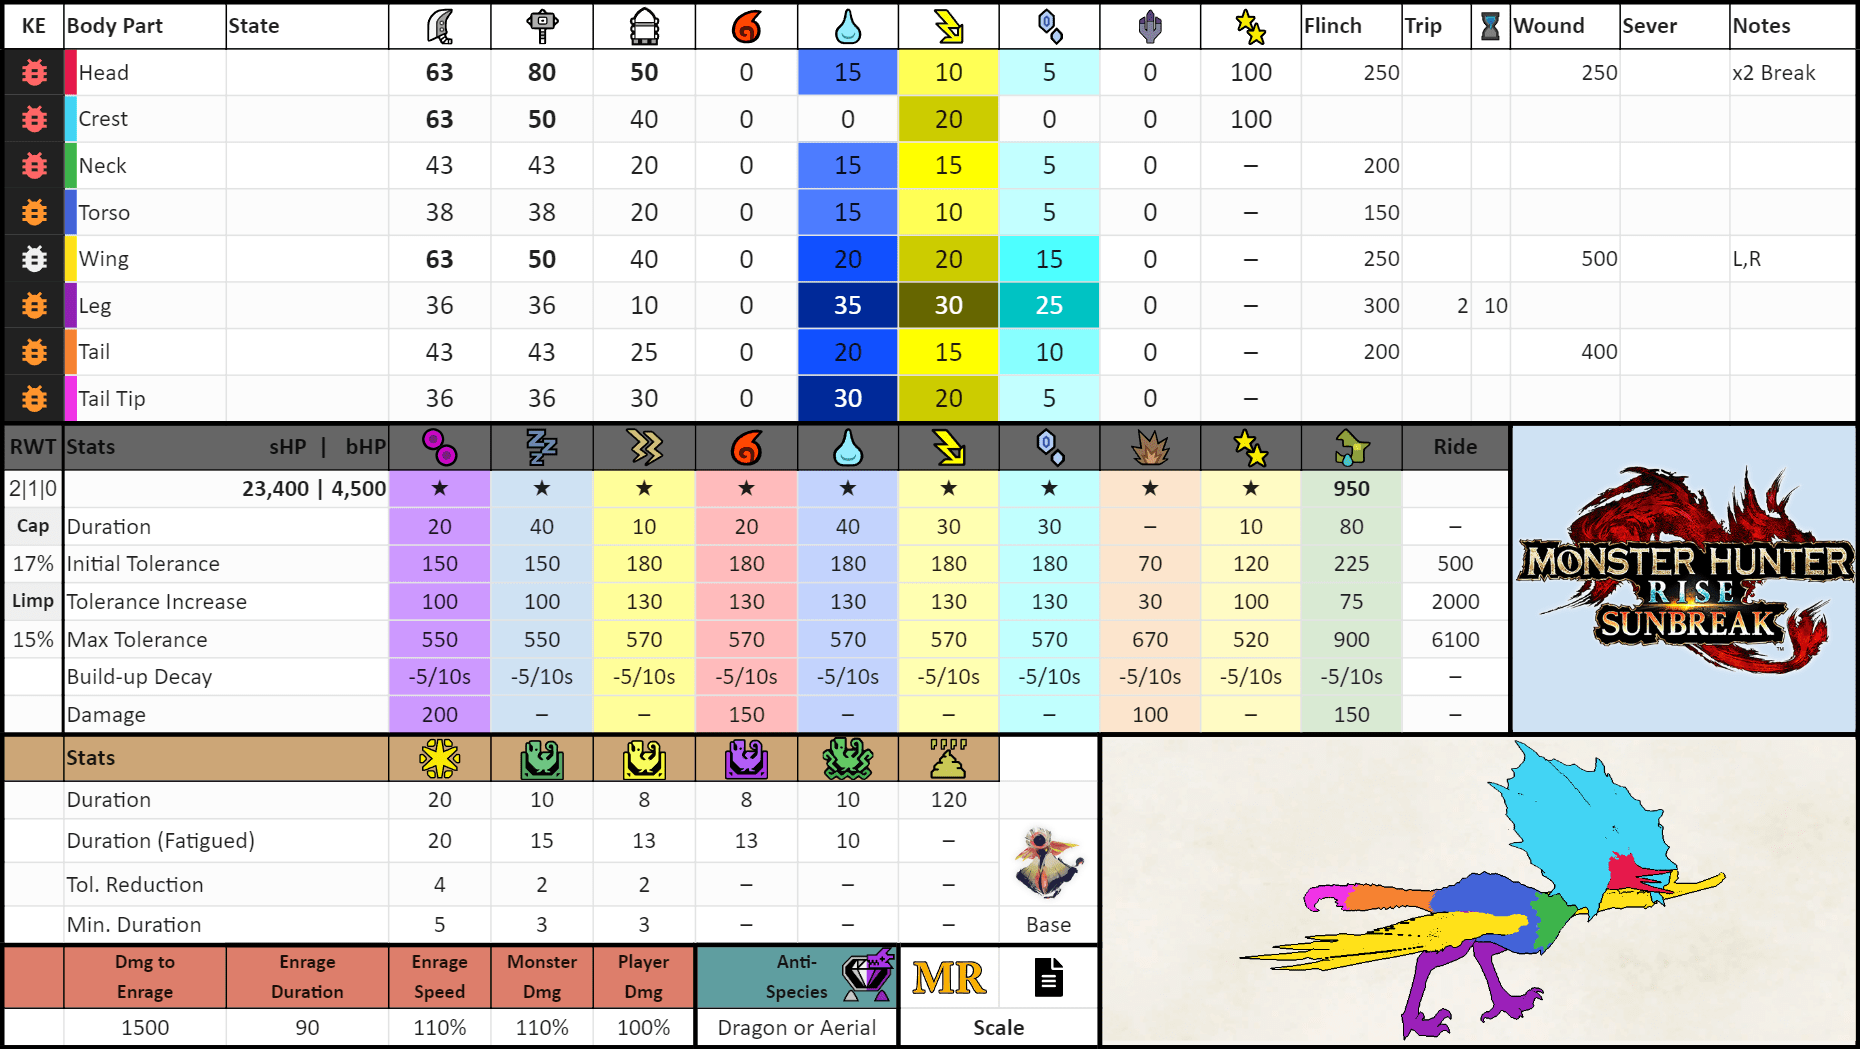 KE Body Part State Flinch Trip Wound Sever Notes
Head 63 80 50 0 15 10 5 0 100 250 250 x2 Break
Crest 63 50 40 0 0 20 0 0 100
Neck 43 43 20 0 15 15 5 0 – 200
Torso 38 38 20 0 15 10 5 0 – 150
Wing 63 50 40 0 20 20 15 0 – 250 500 L,R
Leg 36 36 10 0 35 30 25 0 – 300 2 10
Tail 43 43 25 0 20 15 10 0 – 200 400
Tail Tip 36 36 30 0 30 20 5 0 –
RWT Stats sHP | bHP Ride
2|1|0 23,400 | 4,500 ★ ★ ★ ★ ★ ★ ★ ★ ★ 950
Cap Duration 20 40 10 20 40 30 30 – 10 80 –
17% Initial Tolerance 150 150 180 180 180 180 180 70 120 225 500
Limp Tolerance Increase 100 100 130 130 130 130 130 30 100 75 2000
15% Max Tolerance 550 550 570 570 570 570 570 670 520 900 6100
Build-up Decay -5/10s -5/10s -5/10s -5/10s -5/10s -5/10s -5/10s -5/10s -5/10s -5/10s –
Damage 200 – – 150 – – – 100 – 150 –
MONSTER HUNTER
RISE
SUNBREAK™
Stats
Duration 20 10 8 8 10 120
Duration (Fatigued) 20 15 13 13 10 –
Tol. Reduction 4 2 2 – – –
Min. Duration 5 3 3 – – – Base
Dmg to Enrage Enrage Duration Enrage Speed Monster Dmg Player Dmg Anti-Species MR
1500 90 110% 110% 100% Dragon or Aerial Scale